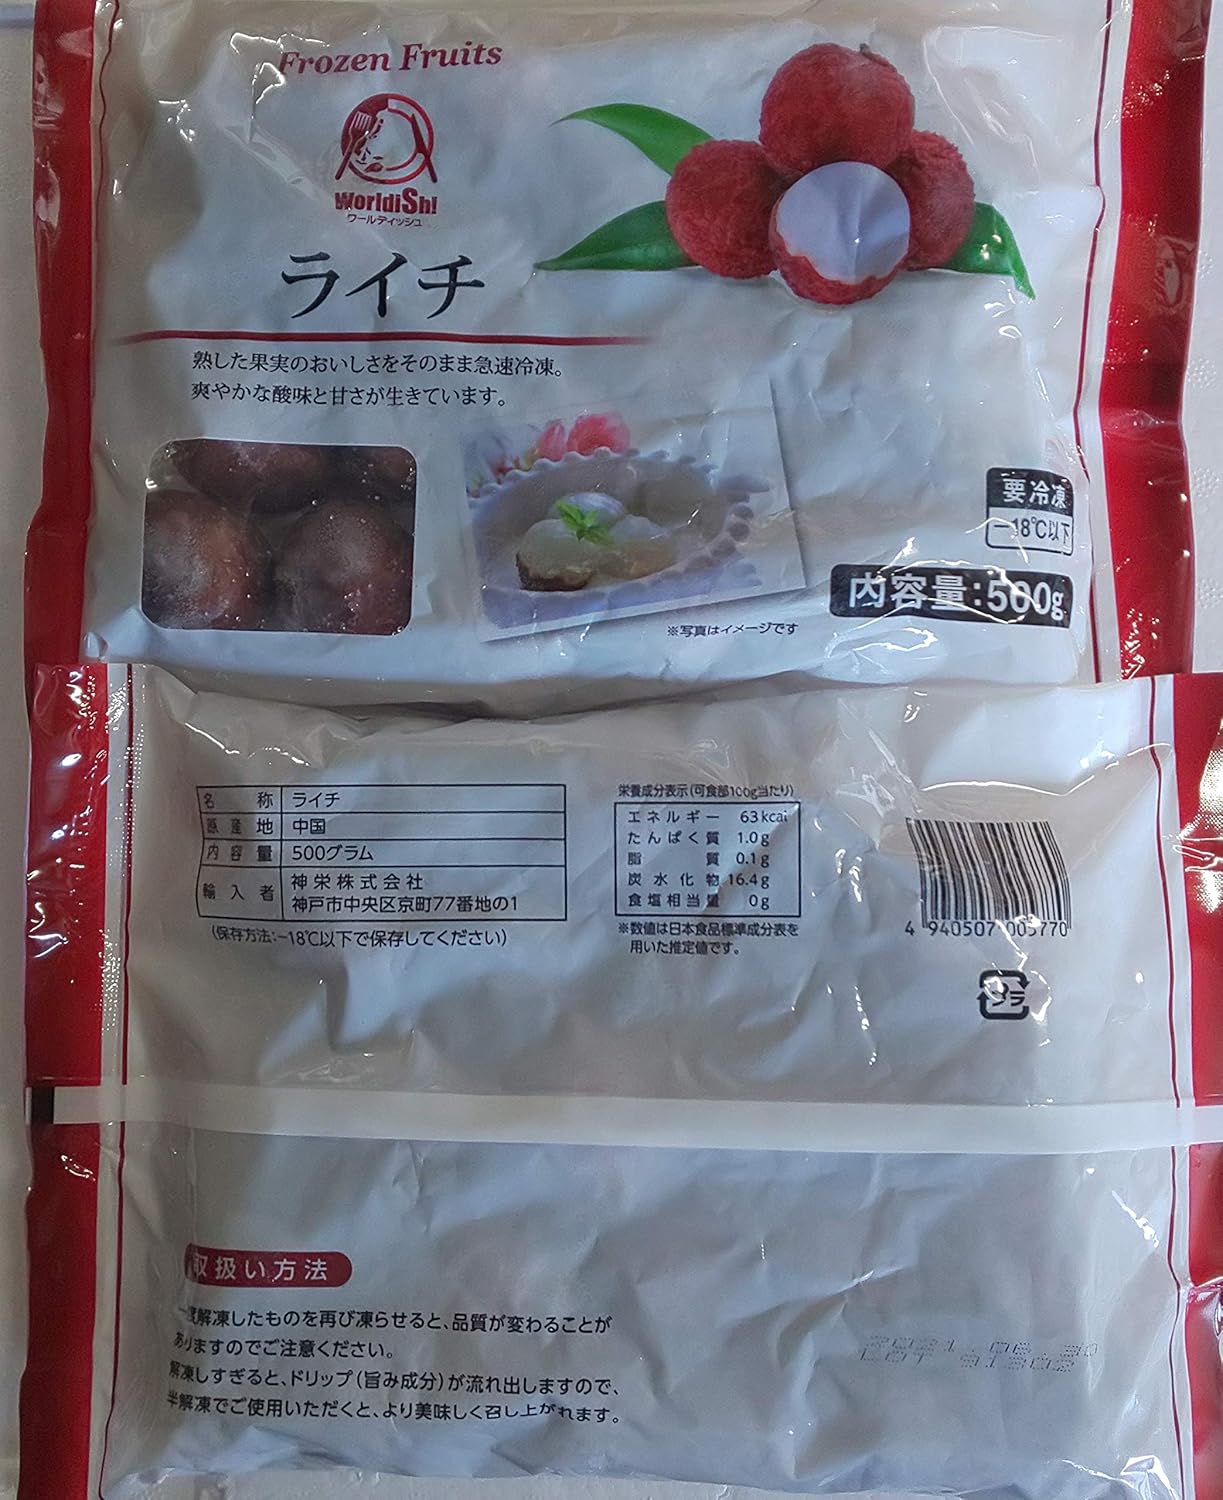 Frozen Fruits
WorldiSh!
ワールディッシュ
ライチ
熟した果実のおいしさをそのまま急速冷凍。
爽やかな酸味と甘さが生きています。
要冷凍
－18℃以下
内容量：500g
※写真はイメージです
名称 ライチ
原産地 中国
内容量 500グラム
輸入者 神栄株式会社
神戸市中央区京町77番地の1
(保存方法:－18℃以下で保存してください)
栄養成分表示(可食部100g当たり)
エネルギー 63kcal
たんぱく質 1.0g
脂質 0.1g
炭水化物 16.4g
食塩相当量 0g
※数値は日本食品標準成分表を
用いた推定値です。
4 940507 005770
プラ
取扱い方法
一度解凍したものを再び凍らせると、品質が変わることが
ありますのでご注意ください。
解凍しすぎると、ドリップ(旨み成分)が流れ出しますので、
半解凍でご使用いただくと、より美味しく召し上がれます。
2021.06.30
LOT 91302